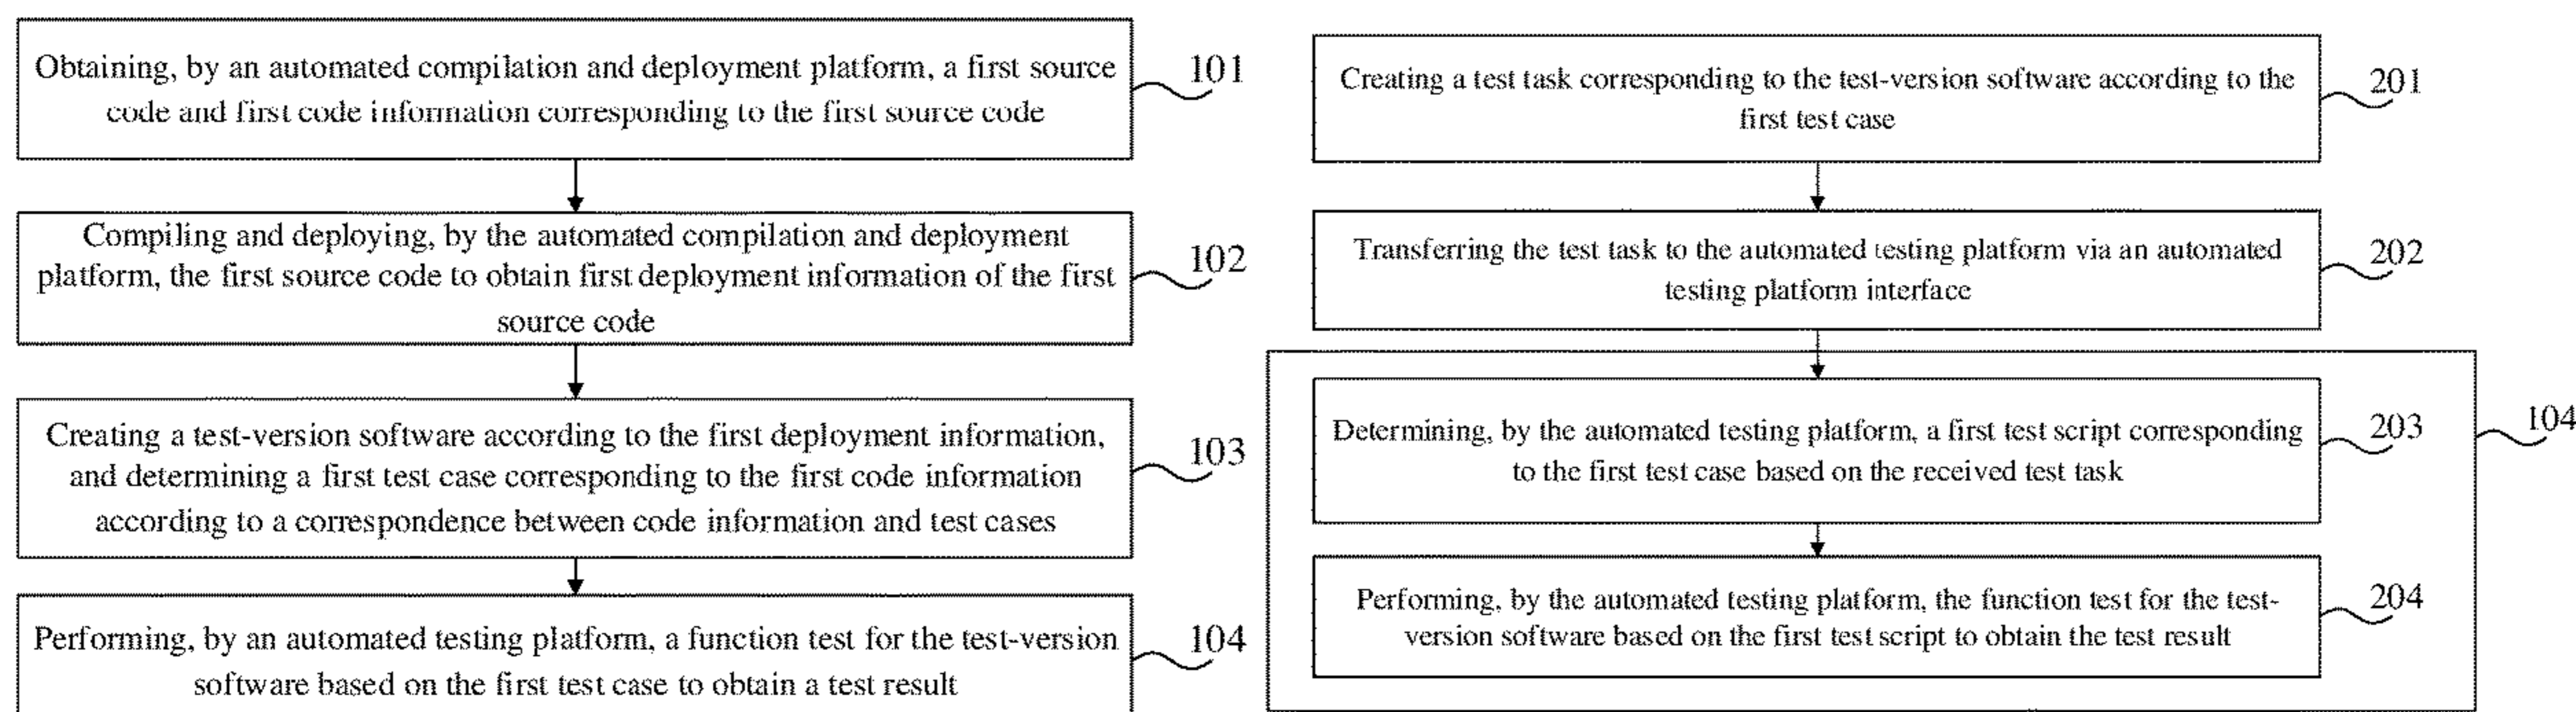 Obtaining, by an automated compilation and deployment platform, a first source
code and first code information corresponding to the first source code
101
Compiling and deploying, by the automated compilation and deployment
platform, the first source code to obtain first deployment information of the first
source code
102
Creating a test-version software according to the first deployment information,
and determining a first test case corresponding to the first code information
according to a correspondence between code information and test cases
103
Performing, by an automated testing platform, a function test for the test-version
software based on the first test case to obtain a test result
104
Creating a test task corresponding to the test-version software according to the
first test case
201
Transferring the test task to the automated testing platform via an automated
testing platform interface
202
Determining, by the automated testing platform, a first test script corresponding
to the first test case based on the received test task
203
Performing, by the automated testing platform, the function test for the test-
version software based on the first test script to obtain the test result
204
104